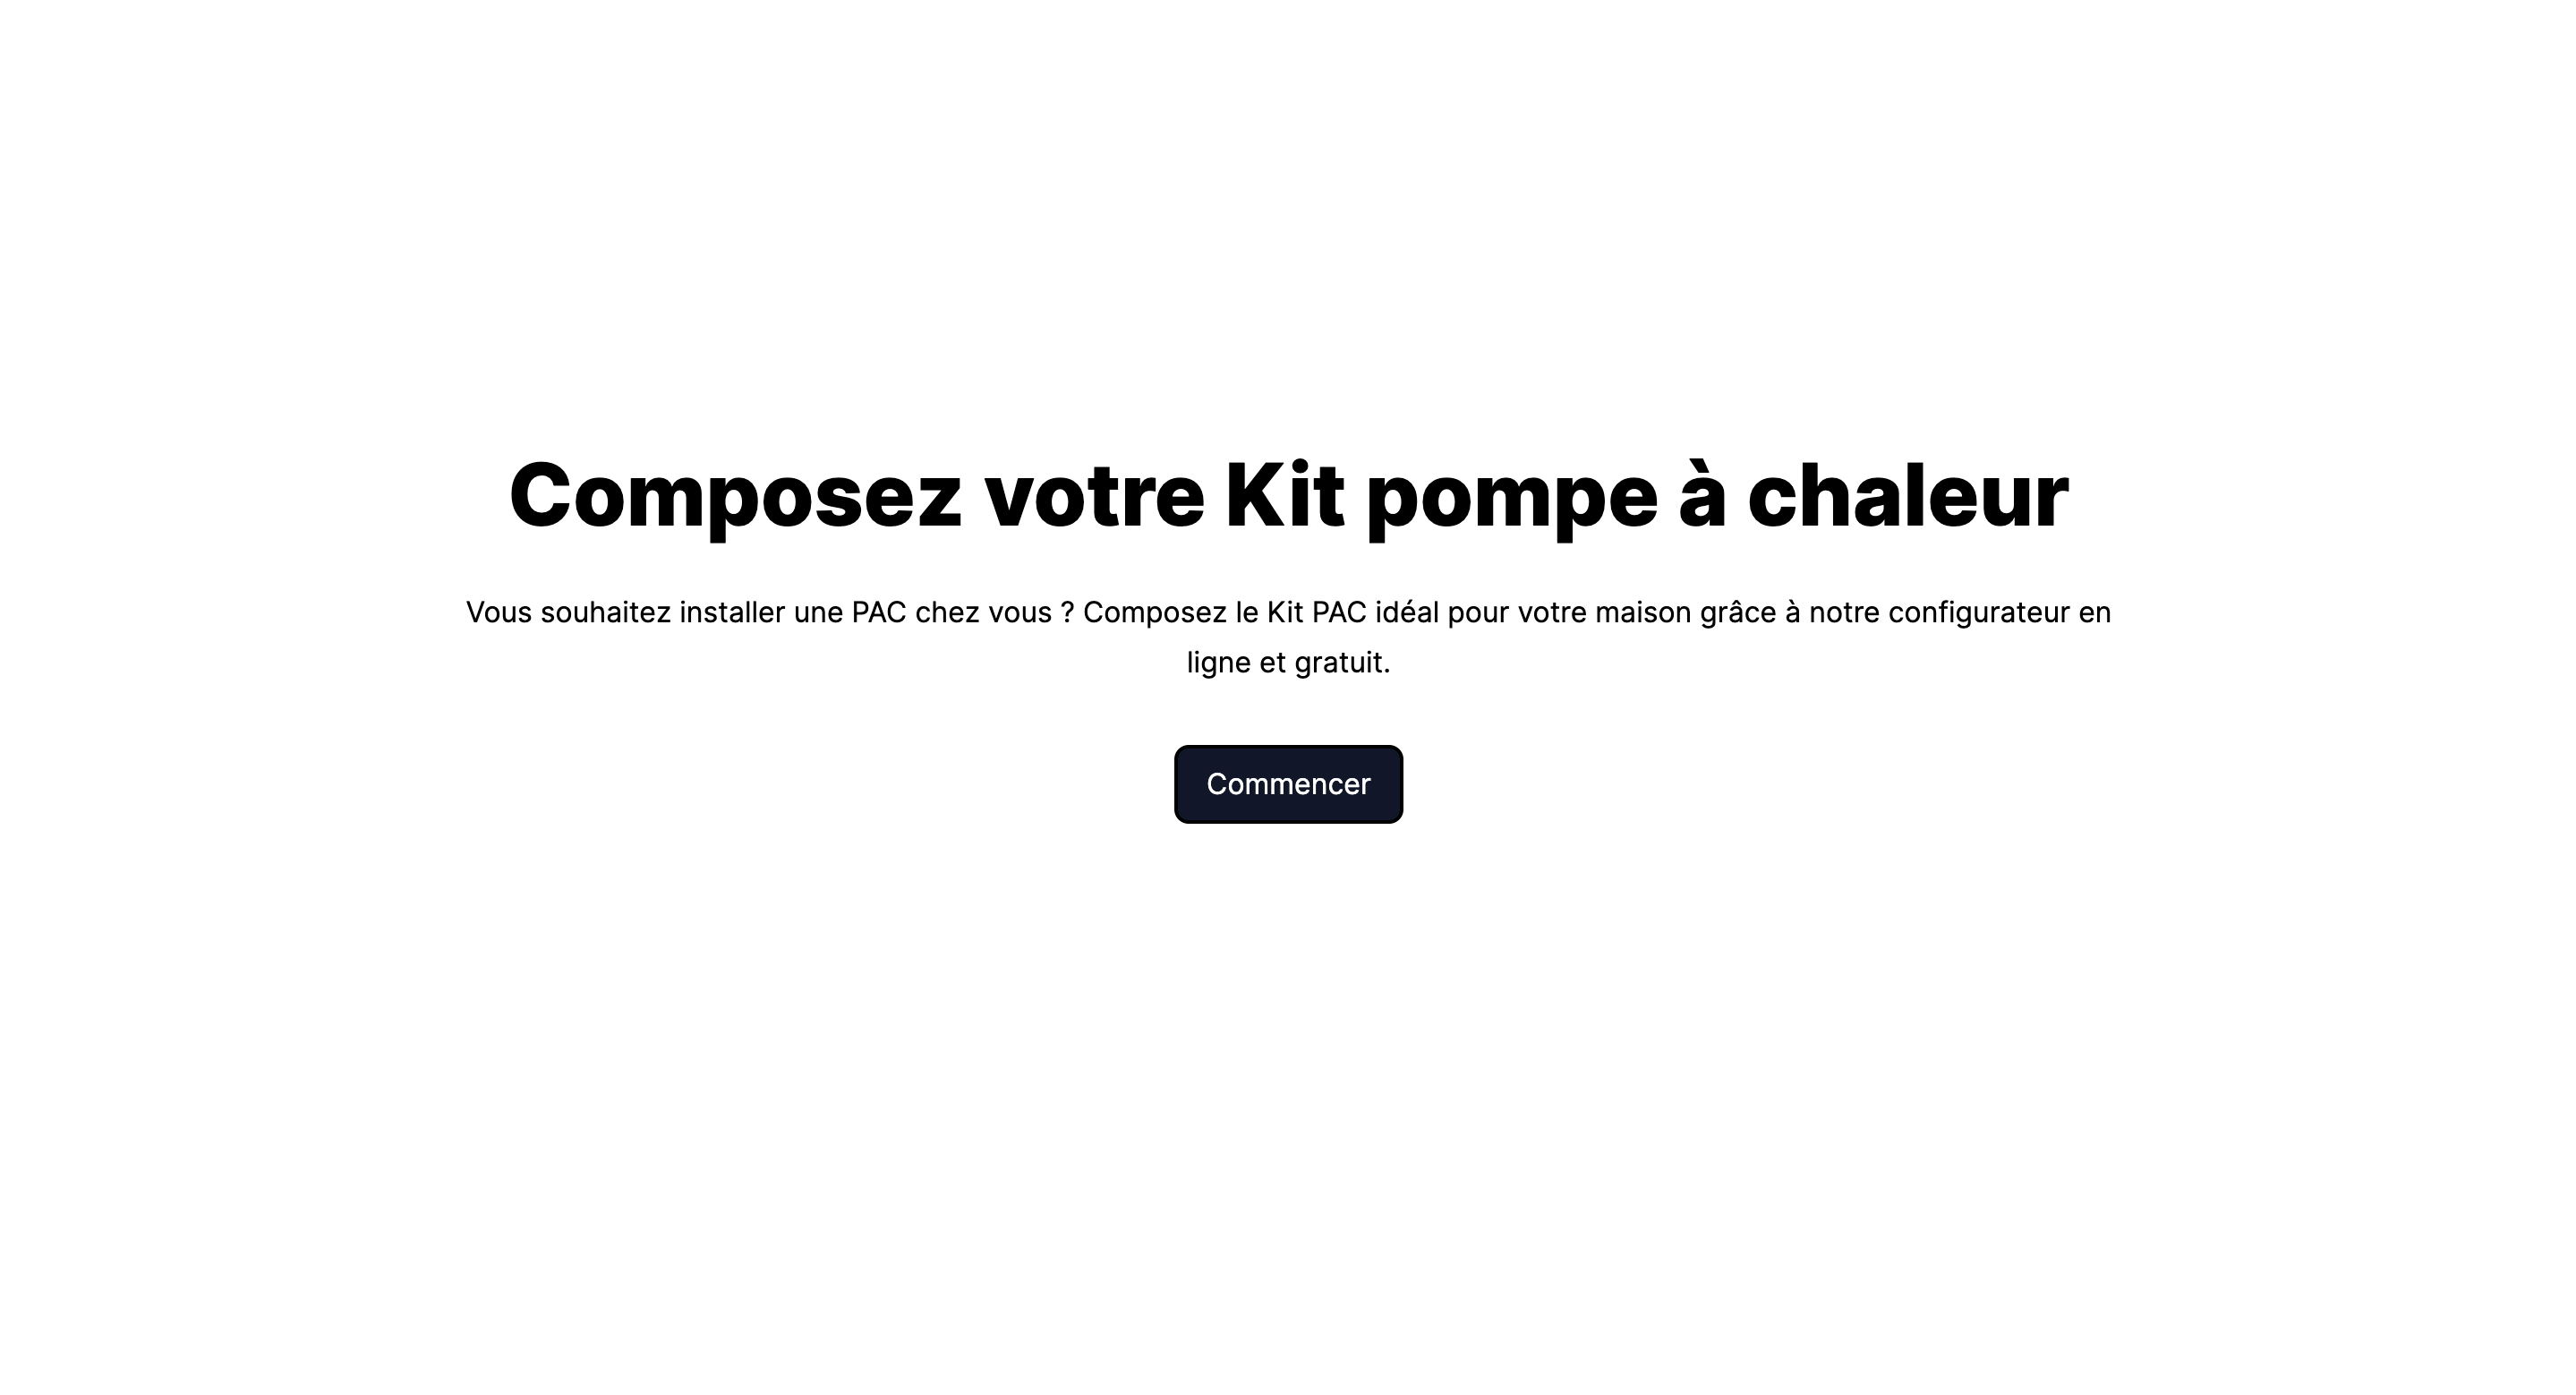 Composez votre Kit pompe à chaleur
Vous souhaitez installer une PAC chez vous ? Composez le Kit PAC idéal pour votre maison grâce à notre configurateur en
ligne et gratuit.
Commencer